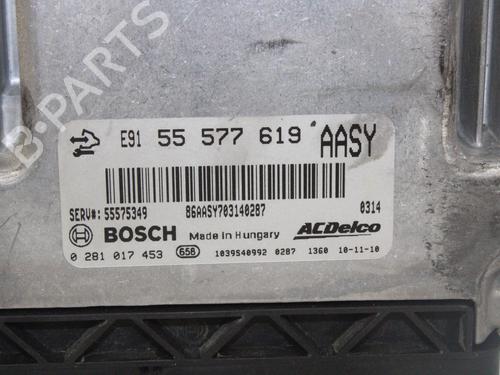 B-PARTS
E91 55 577 619 AASY
SERV#: 55575349 86AASY703140287 0314
BOSCH Made in Hungary ACDelco
0 281 017 453 658 1039S40992 0287 1360 10-11-10